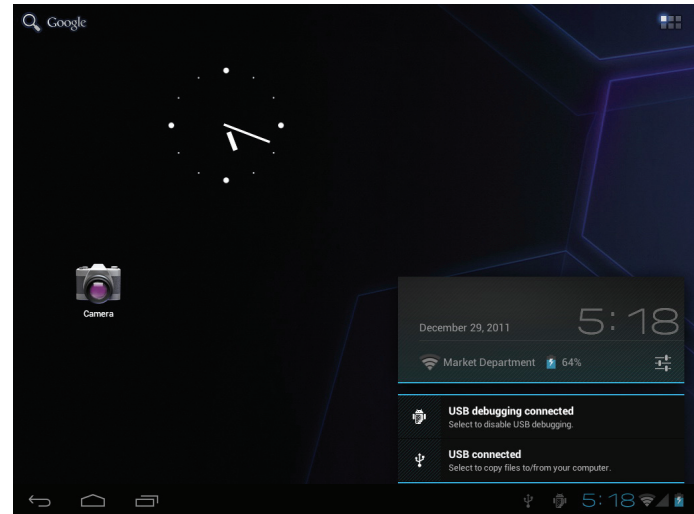 Google
Camera
December 29, 2011
5:18
Market Department
64%
USB debugging connected
Select to disable USB debugging.
USB connected
Select to copy files to/from your computer.
5:18